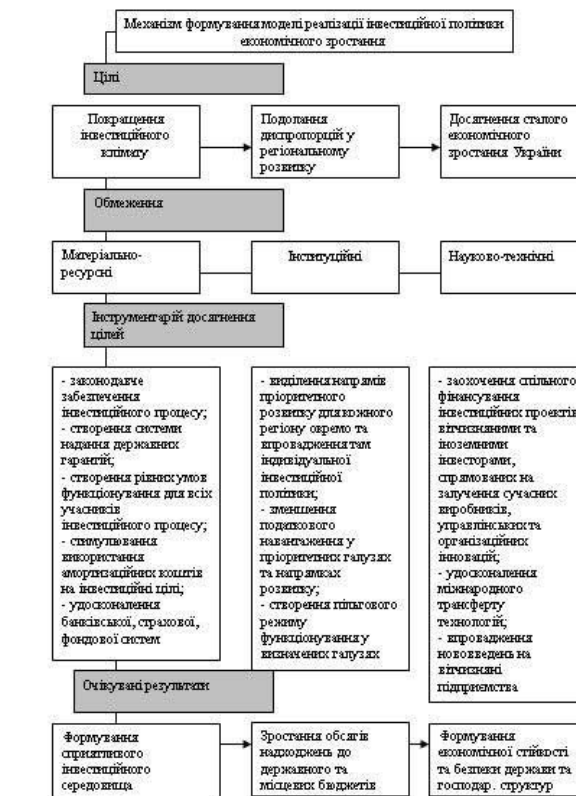 Механізм формування моделі реалізації інвестиційної політики
економічного зростання
Цілі
Покращення
інвестиційного
клімату
Подолання
диспропорцій у
регіональному
розвитку
Досягнення сталого
економічного
зростання України
Обмеження
Матеріально-
ресурсні
Інституційні
Науково-технічні
Інструментарій досягнення
цілей
- законодавче
забезпечення
інвестиційного процесу;
- створення системи
надання державних
гарантій;
- створення рівних умов
функціонування для всіх
учасників
інвестиційного процесу;
- стимулювання
використання
амортизаційних коштів
на інвестиційні цілі;
- удосконалення
банківської, страхової,
фондової систем
- виділення напрямів
пріоритетного
розвитку для кожного
регіону окремо та
впровадження там
індивідуальної
інвестиційної
політики;
- зменшення
податкового
навантаження у
пріоритетних галузях
та напрямках
розвитку;
- створення пільгового
режиму
функціонування у
визначених галузях
- заохочення спільного
фінансування
інвестиційних проектів
вітчизняними та
іноземними
інвесторами,
спрямованих на
залучення сучасних
виробників,
управлінських та
організаційних
інновацій;
- удосконалення
міжнародного
трансферту
технологій;
- впровадження
нововведень на
вітчизняні
підприємства
Очікувані результати
Формування
сприятливого
інвестиційного
середовища
Зростання обсягів
надходжень до
державного та
місцевих бюджетів
Формування
економічної стійкості
та безпеки держави та
господар. структур